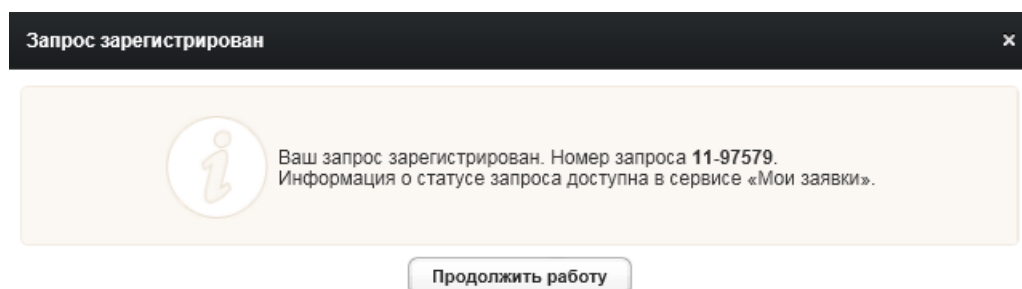 Запрос зарегистрирован
Ваш запрос зарегистрирован. Номер запроса 11-97579.
Информация о статусе запроса доступна в сервисе «Мои заявки».
Продолжить работу